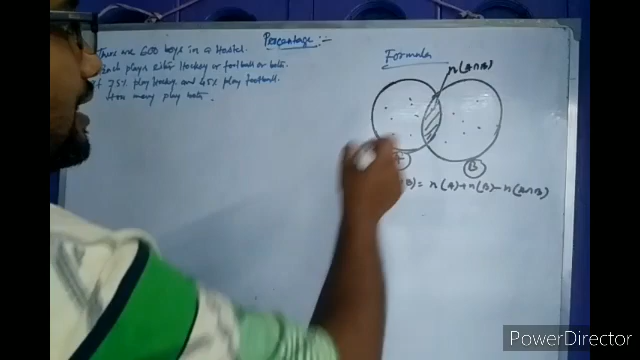 Percentage :-
There are 600 boys in a Hostel.
Each plays either Hockey or football or both.
If 75% play Hockey and 45% play football.
How many play both.
Formula
n(A∩B)
A
B
B) = n(A)+n(B)-n(A∩B)
PowerDirector